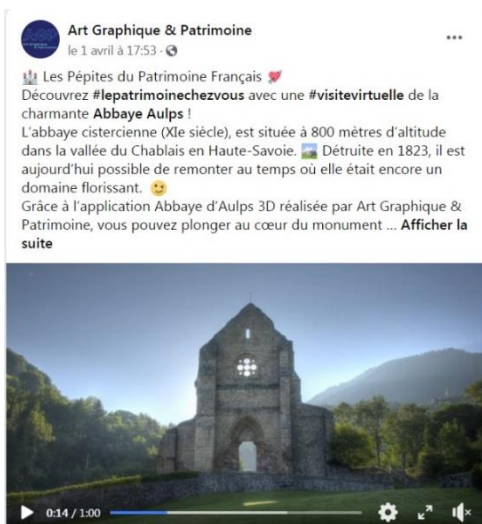 Art Graphique & Patrimoine
le 1 avril à 17:53 ·
🏰 Les Pépites du Patrimoine Français 💘
Découvrez #lepatrimoinechezvous avec une #visitevirtuelle de la
charmante Abbaye Aulps !
L'abbaye cistercienne (XIe siècle), est située à 800 mètres d'altitude
dans la vallée du Chablais en Haute-Savoie. 🏞 Détruite en 1823, il est
aujourd'hui possible de remonter au temps où elle était encore un
domaine florissant. 😉
Grâce à l'application Abbaye d'Aulps 3D réalisée par Art Graphique &
Patrimoine, vous pouvez plonger au cœur du monument ... Afficher la
suite
0:14 / 1:00